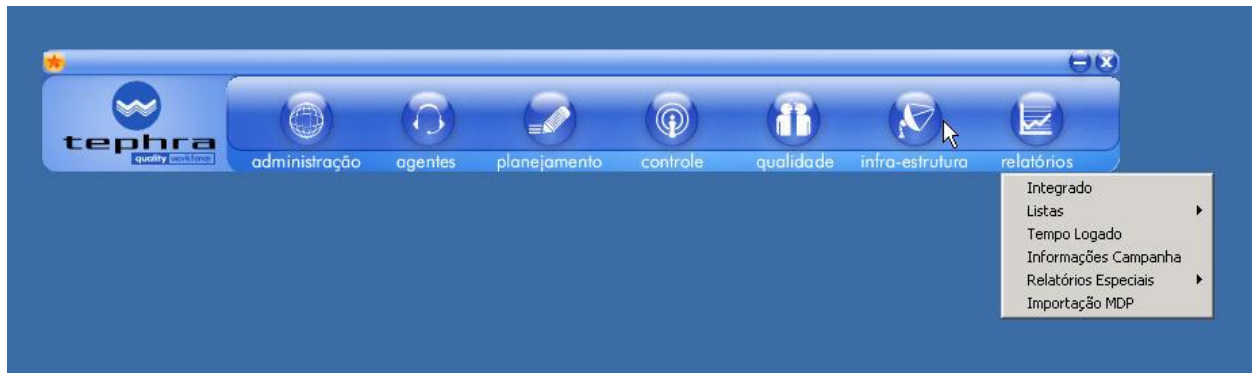 tephra
quality workforce
administração
agentes
planejamento
controle
qualidade
infra-estrutura
relatórios
Integrado
Listas
Tempo Logado
Informações Campanha
Relatórios Especiais
Importação MDP